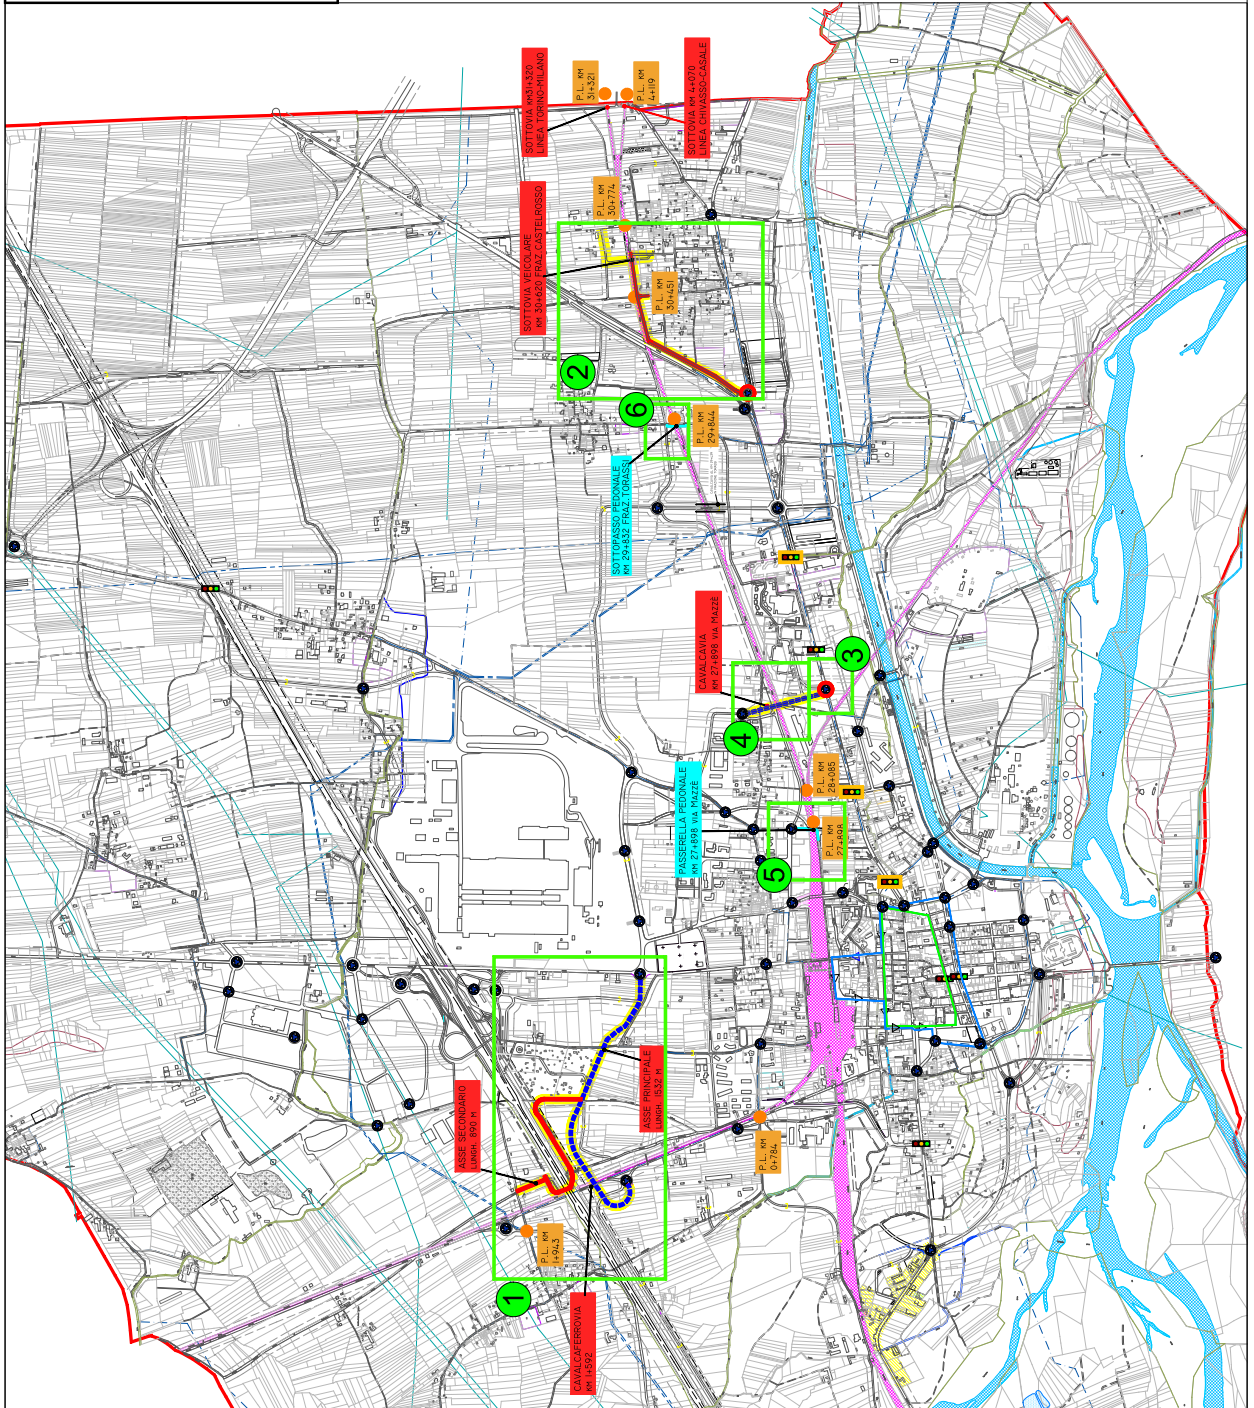 SOTTOVIA KM31+320
LINEA TORINO-MILANO
P.L. KM
31+321
P.L. KM
4+119
SOTTOVIA KM 4+070
LINEA CHIVASSO-CASALE
SOTTOVIA VEICOLARE
KM 30+620 FRAZ.CASTELROSSO
P.L. KM
30+774
P.L. KM
30+451
2
6
P.L. KM
29+844
SOTTOPASSO PEDONALE
KM 29+832 FRAZ.TORASSI
CAVALCAVIA
KM 27+898 VIA MAZZÈ
3
4
PASSERELLA PEDONALE
KM 27+898 VIA MAZZÈ
P.L. KM
28+085
P.L. KM
27+898
5
ASSE SECONDARIO
LUNGH. 890 M
ASSE PRINCIPALE
LUNGH. 1532 M
P.L. KM
0+784
P.L. KM
1+943
1
CAVALCAFERROVIA
KM 1+592